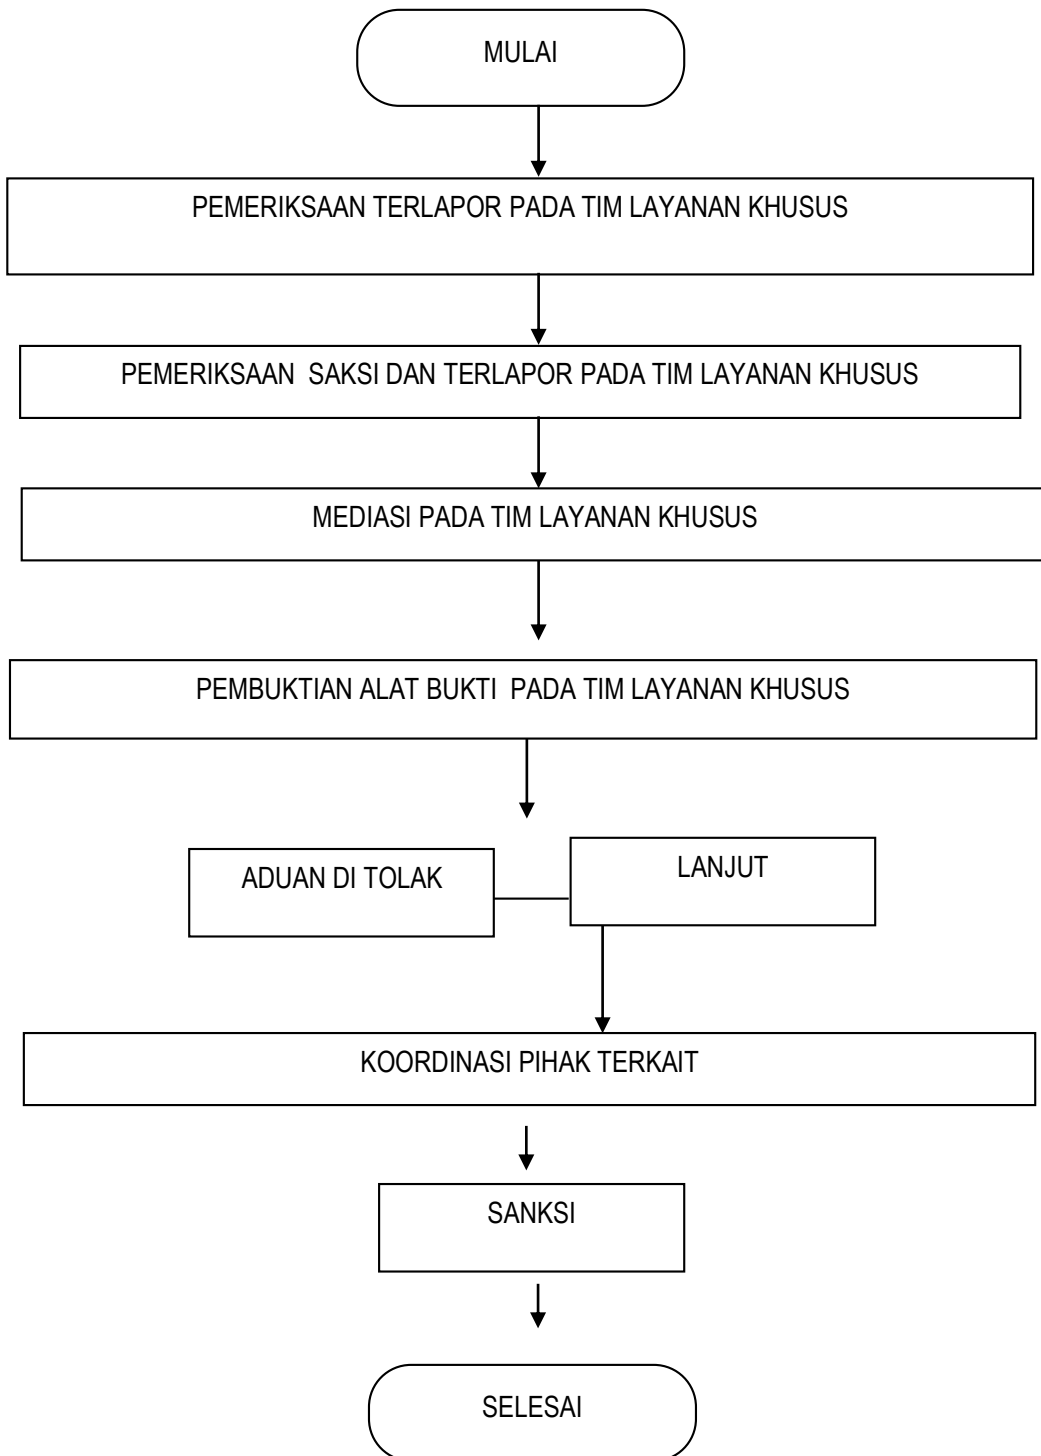 MULAI
PEMERIKSAAN TERLAPOR PADA TIM LAYANAN KHUSUS
PEMERIKSAAN  SAKSI DAN TERLAPOR PADA TIM LAYANAN KHUSUS
MEDIASI PADA TIM LAYANAN KHUSUS
PEMBUKTIAN ALAT BUKTI  PADA TIM LAYANAN KHUSUS
ADUAN DI TOLAK
LANJUT
KOORDINASI PIHAK TERKAIT
SANKSI
SELESAI